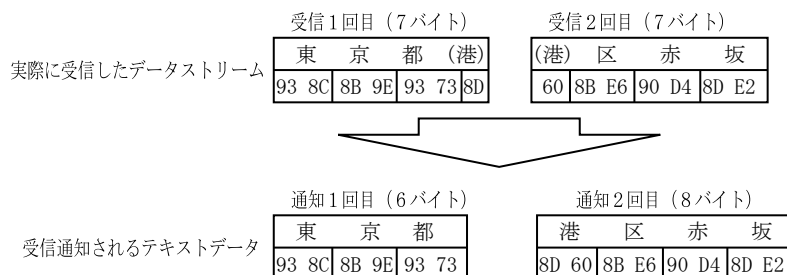 受信1回目（7バイト） 受信2回目（7バイト）
東 京 都 (港) (港) 区 赤 坂
実際に受信したデータストリーム
93 8C 8B 9E 93 73 8D 60 8B E6 90 D4 8D E2
通知1回目（6バイト） 通知2回目（8バイト）
東 京 都 港 区 赤 坂
受信通知されるテキストデータ
93 8C 8B 9E 93 73 8D 60 8B E6 90 D4 8D E2